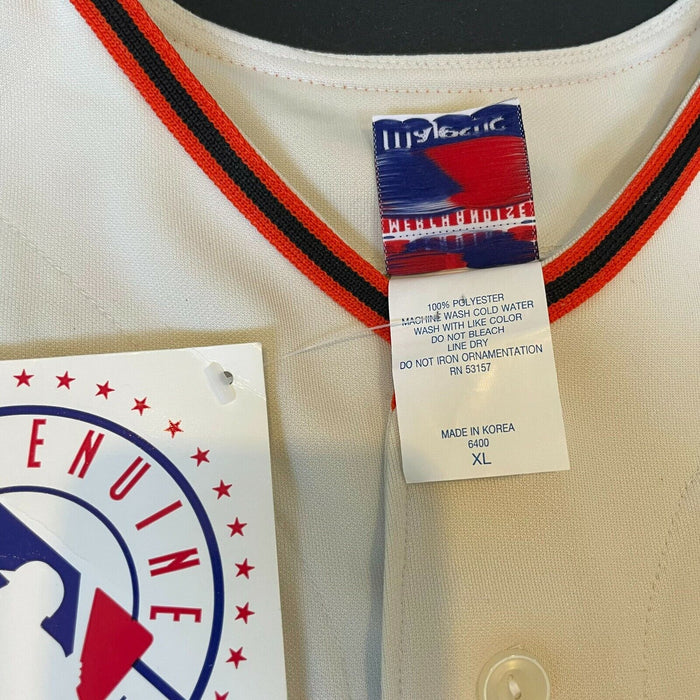 MERCHANDISE
100% POLYESTER
MACHINE WASH COLD WATER
WASH WITH LIKE COLOR
DO NOT BLEACH
LINE DRY
DO NOT IRON ORNAMENTATION
RN 53157
MADE IN KOREA
6400
XL
ENUINE